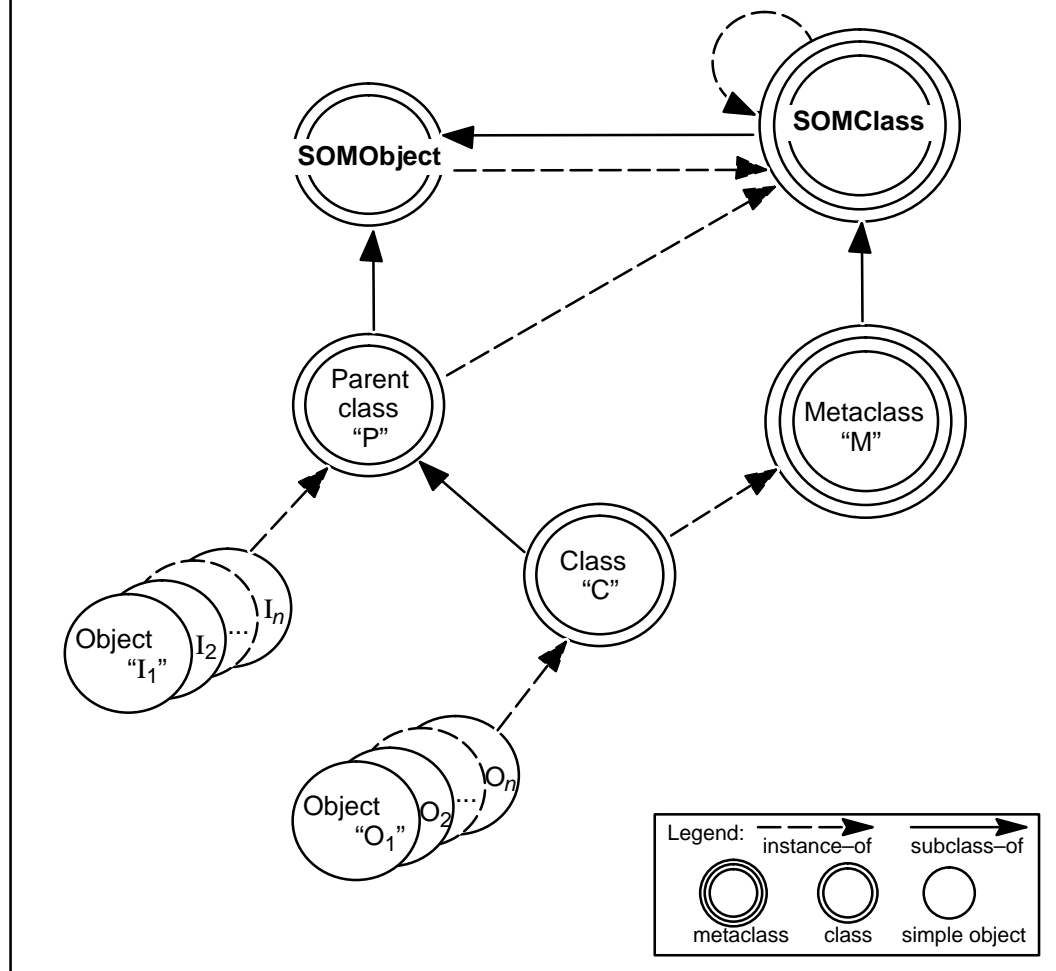 SOMClass
SOMObject
Parent
class
“P”
Metaclass
“M”
Class
“C”
Object
“I1”
I2
...
In
Object
“O1”
O2
...
On
Legend:
instance–of
subclass–of
metaclass
class
simple object